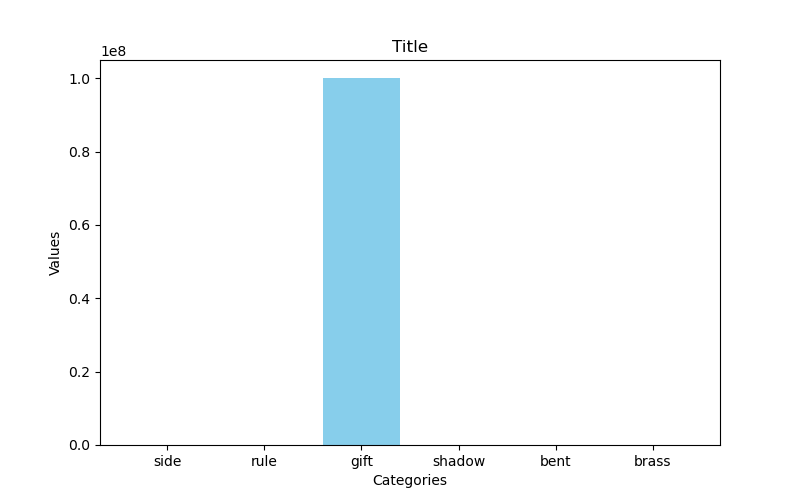 Title
1e8
1.0
0.8
0.6
0.4
0.2
0.0
Values
side rule gift shadow bent brass
Categories